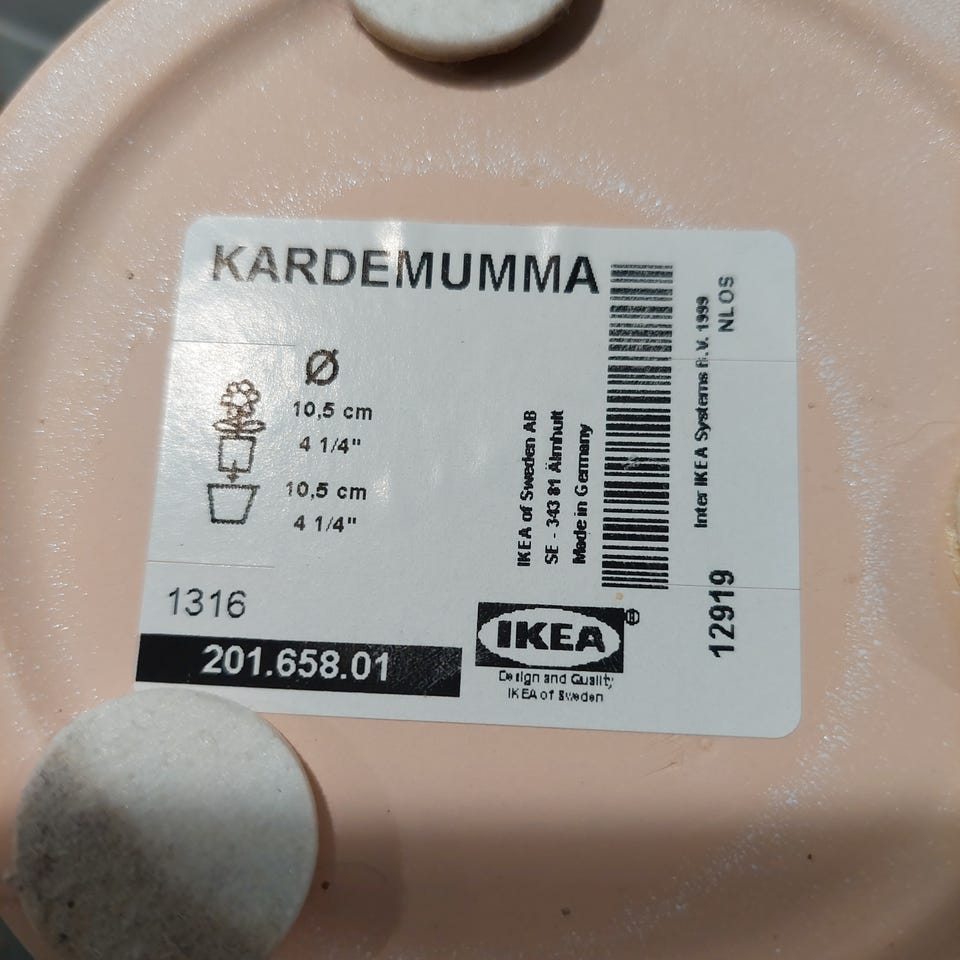 KARDEMUMMA
Ø
10,5 cm
4 1/4"
10,5 cm
4 1/4"
1316
201.658.01
IKEA of Sweden AB
SE - 343 81 Älmhult
Made in Germany
Inter IKEA Systems B.V. 1999
NLOS
12919
IKEA®
Design and Quality
IKEA of Sweden